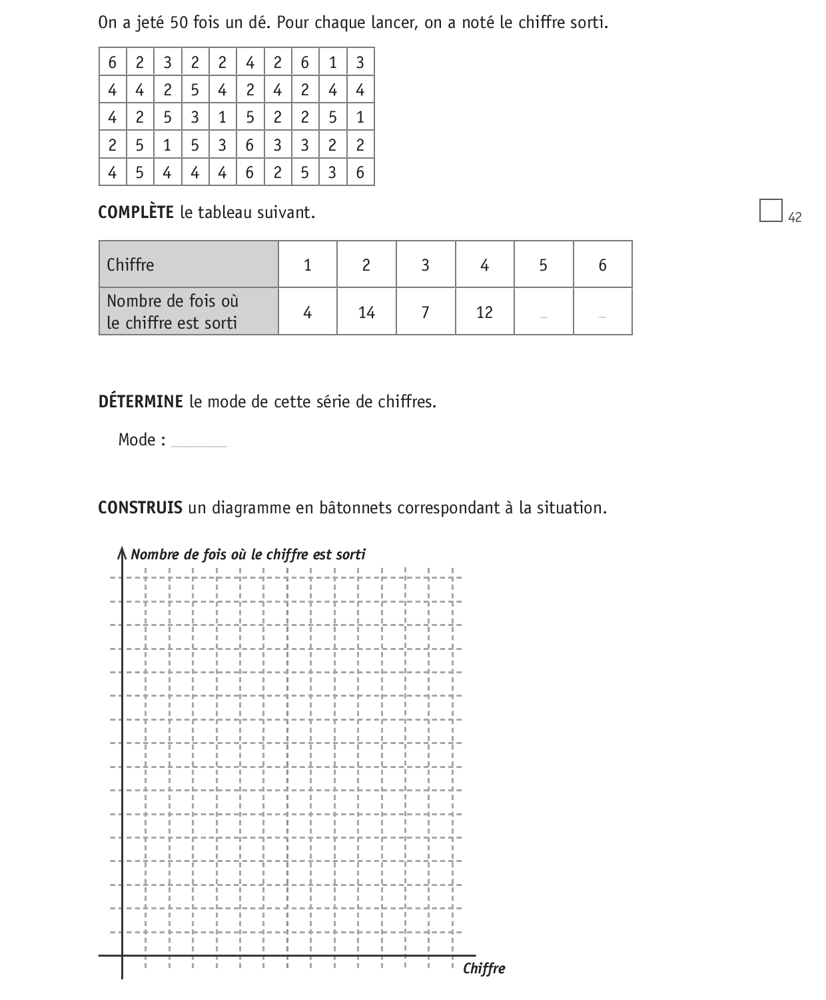 On a jeté 50 fois un dé. Pour chaque lancer, on a noté le chiffre sorti.
6 2 3 2 2 4 2 6 1 3
4 4 2 5 4 2 4 2 4 4
4 2 5 3 1 5 2 2 5 1
2 5 1 5 3 6 3 3 2 2
4 5 4 4 4 6 2 5 3 6
COMPLÈTE le tableau suivant.
42
Chiffre 1 2 3 4 5 6
Nombre de fois où
le chiffre est sorti 4 14 7 12 _ _
DÉTERMINE le mode de cette série de chiffres.
Mode : ________
CONSTRUIS un diagramme en bâtonnets correspondant à la situation.
Nombre de fois où le chiffre est sorti
Chiffre